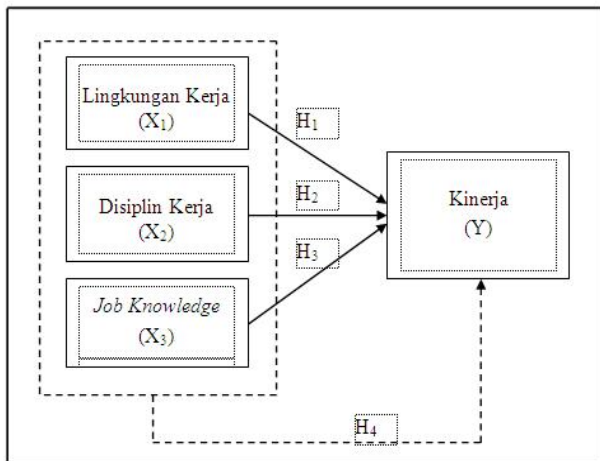 Lingkungan Kerja
(X₁)
H₁
Disiplin Kerja
(X₂)
H₂
Kinerja
(Y)
Job Knowledge
(X₃)
H₃
H₄